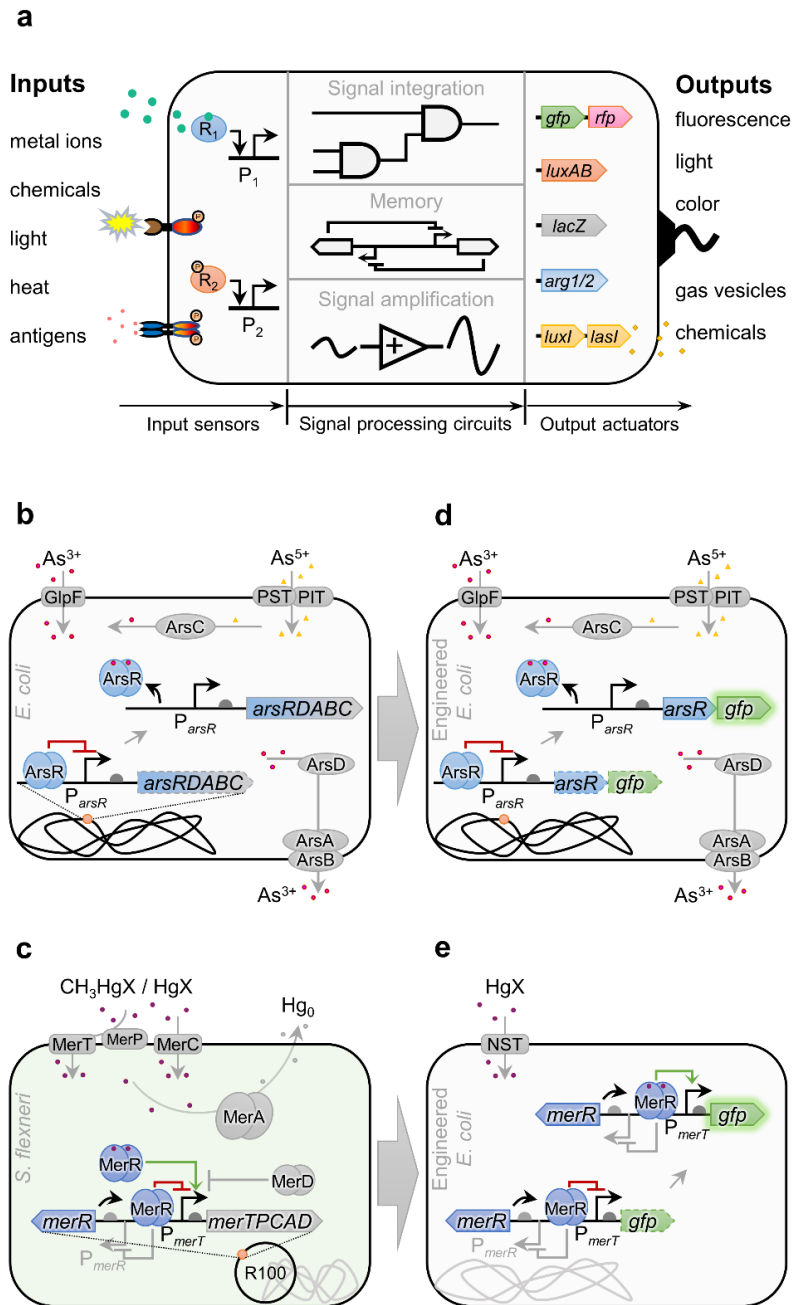 a
Inputs
metal ions
chemicals
light
heat
antigens
R1
P1
P
R2
P
P2
P
P
Signal integration
Memory
Signal amplification
+
gfp rfp
luxAB
lacZ
arg1/2
luxI lasI
Outputs
fluorescence
light
color
gas vesicles
chemicals
Input sensors
Signal processing circuits
Output actuators
b
As3+
As5+
GlpF
PST PIT
ArsC
E. coli
ArsR
ParsR
arsRDABC
ArsR
ParsR
arsRDABC
ArsD
ArsA
ArsB
As3+
d
As3+
As5+
GlpF
PST PIT
ArsC
Engineered
E. coli
ArsR
ParsR
arsR gfp
ArsR
ParsR
arsR gfp
ArsD
ArsA
ArsB
As3+
c
CH3HgX / HgX
Hg0
MerT MerP MerC
S. flexneri
MerA
MerR
MerD
merR
MerR
PmerT
merTPCAD
PmerR
R100
e
HgX
NST
Engineered
E. coli
merR
MerR
PmerT
gfp
merR
MerR
PmerT
gfp
PmerR